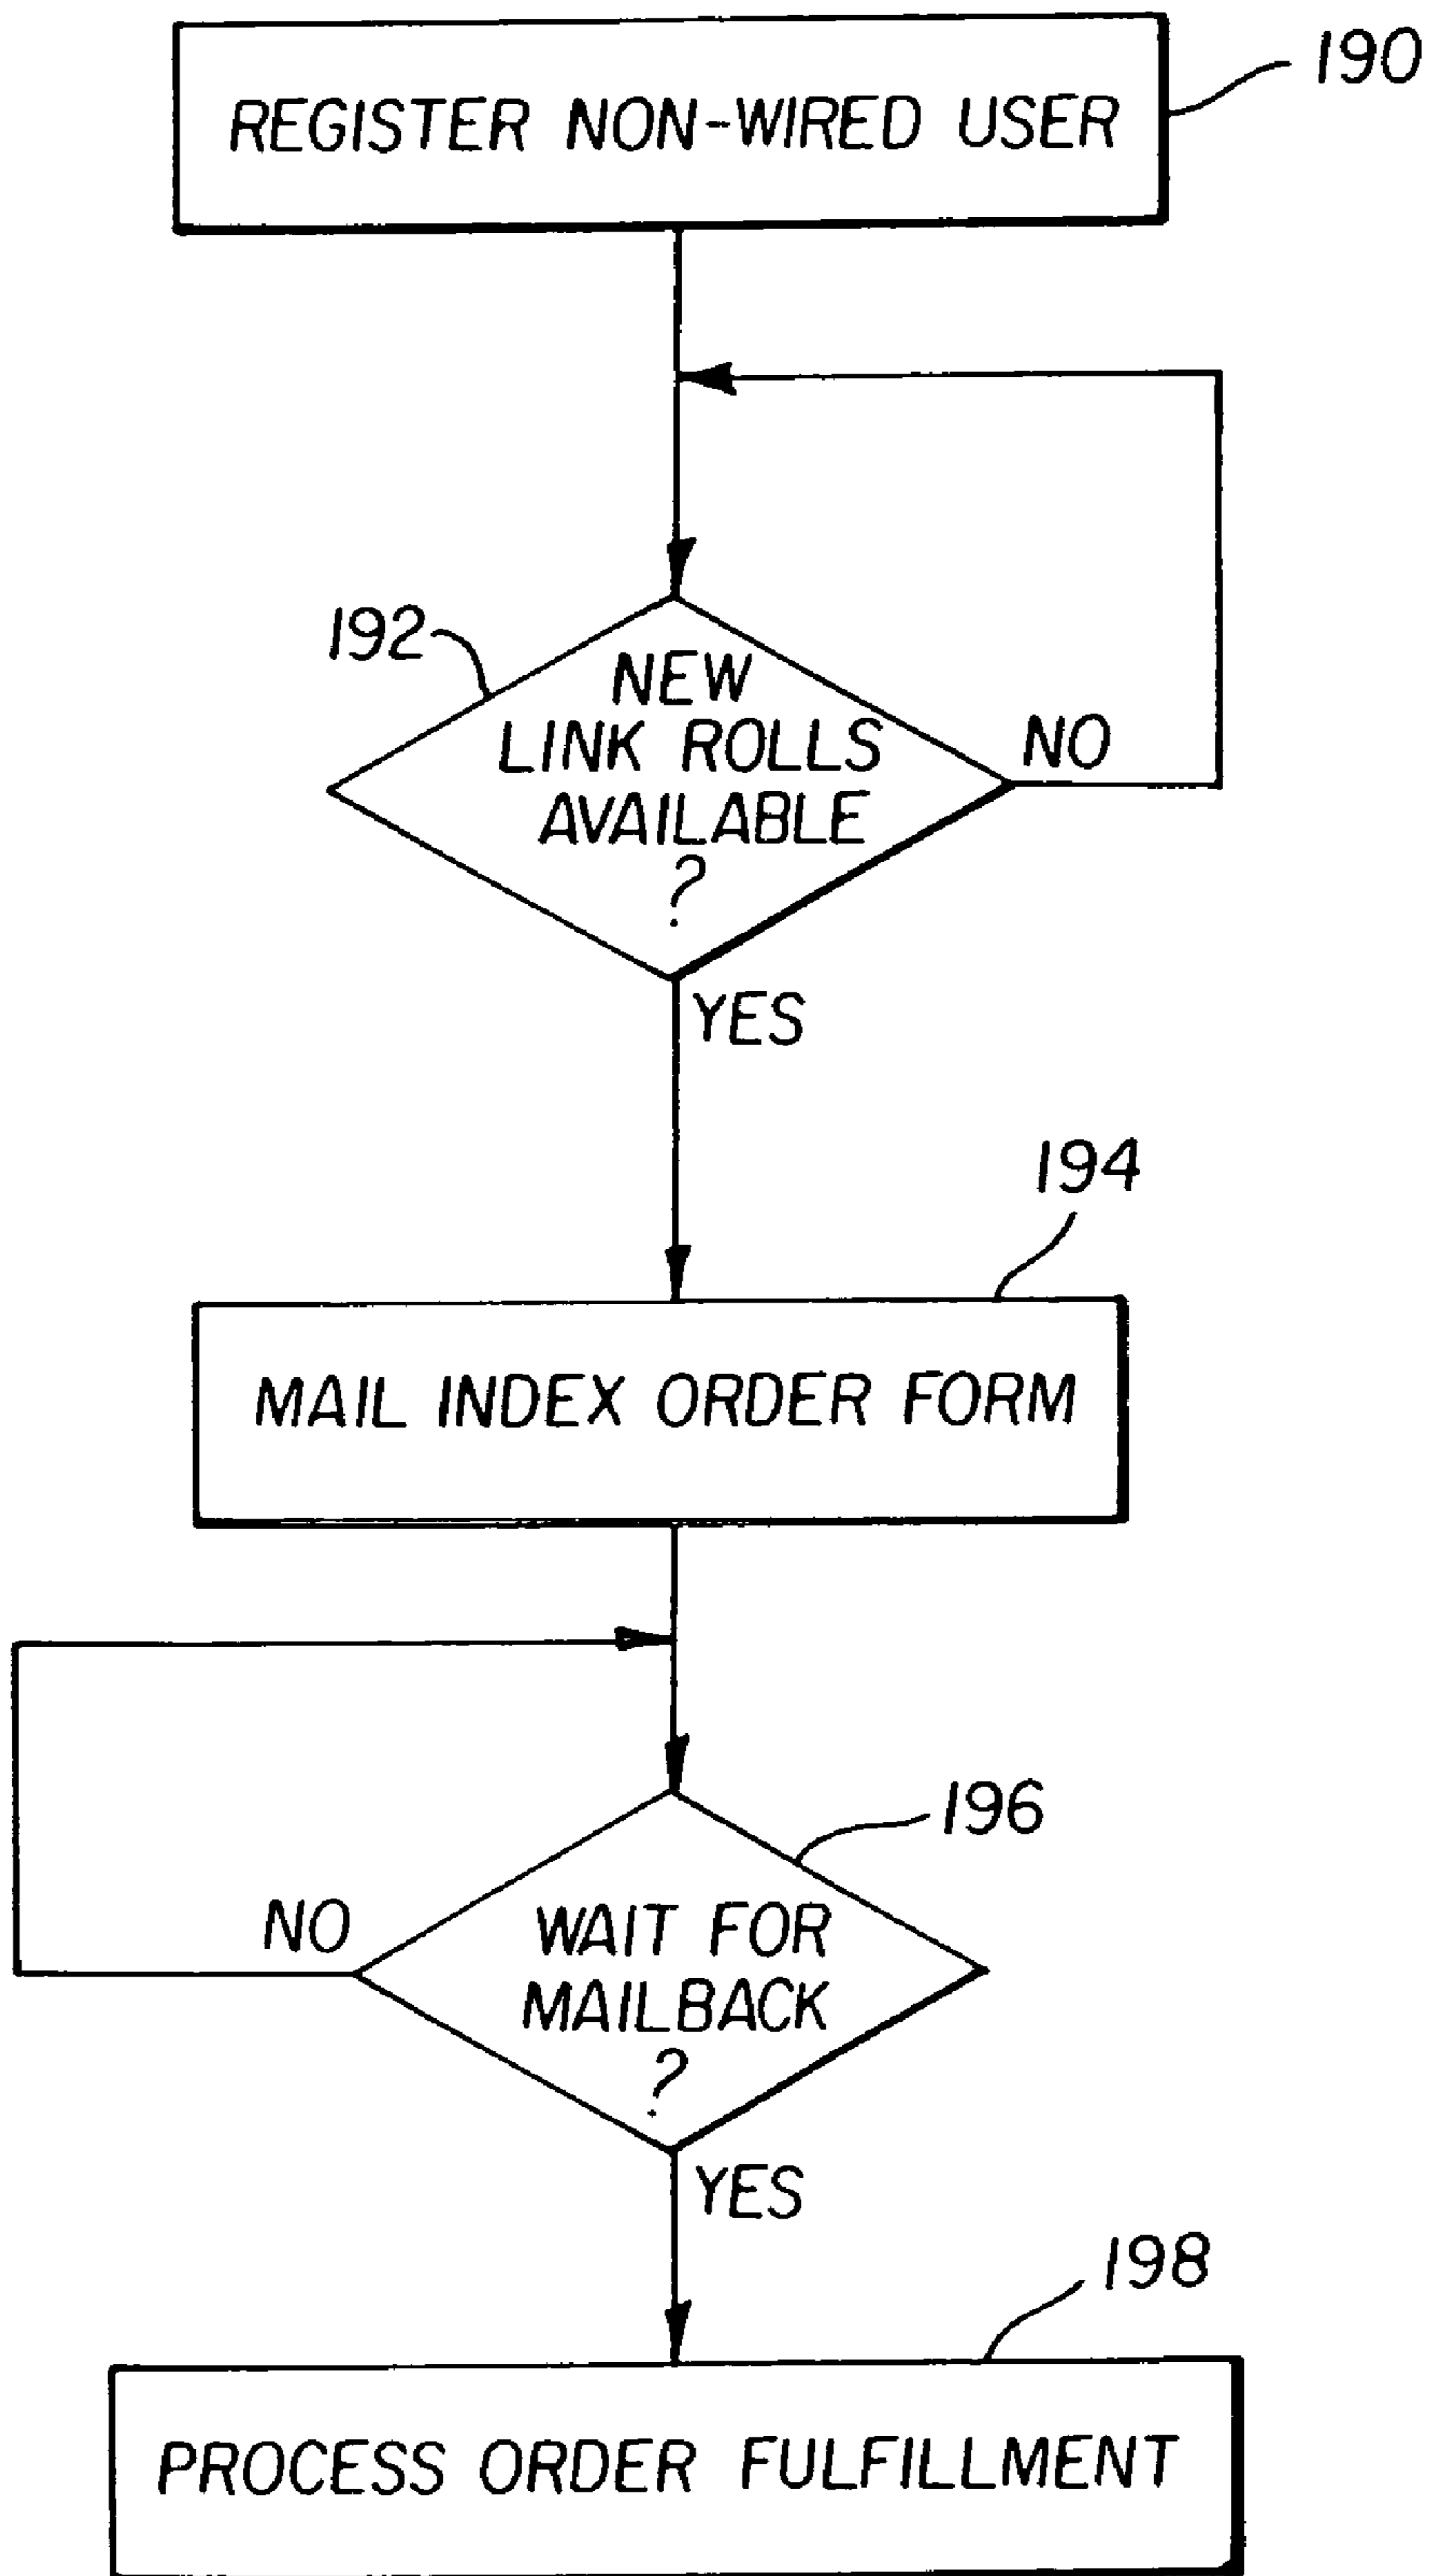 190
REGISTER NON-WIRED USER
192
NEW
LINK ROLLS
AVAILABLE
?
NO
YES
194
MAIL INDEX ORDER FORM
196
NO
WAIT FOR
MAILBACK
?
YES
198
PROCESS ORDER FULFILLMENT